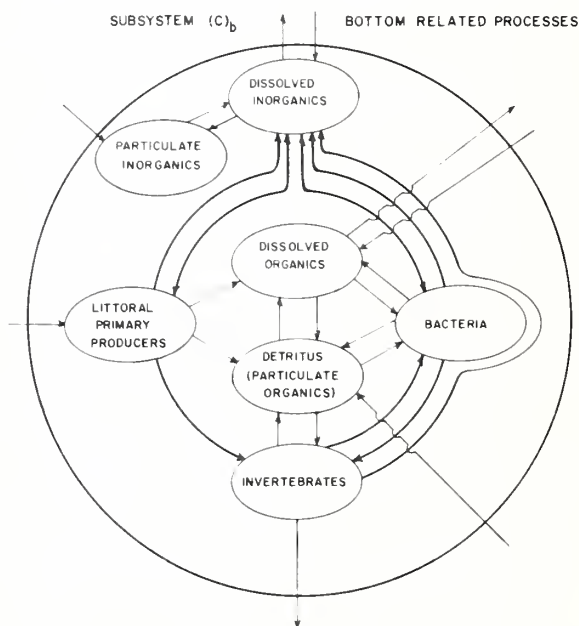 SUBSYSTEM (C)b BOTTOM RELATED PROCESSES
DISSOLVED
INORGANICS
PARTICULATE
INORGANICS
DISSOLVED
ORGANICS
LITTORAL
PRIMARY
PRODUCERS
BACTERIA
DETRITUS
(PARTICULATE
ORGANICS)
INVERTEBRATES